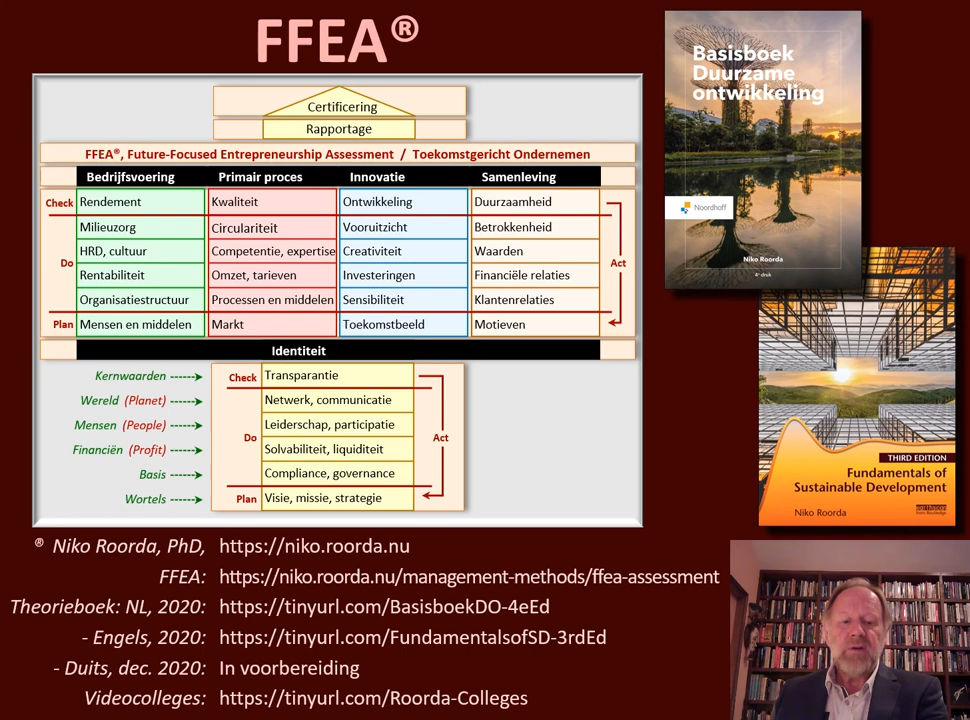 FFEA®
Certificering
Rapportage
FFEA®, Future-Focused Entrepreneurship Assessment / Toekomstgericht Ondernemen
Bedrijfsvoering Primair proces Innovatie Samenleving
Check Rendement Kwaliteit Ontwikkeling Duurzaamheid
Milieuzorg Circulariteit Vooruitzicht Betrokkenheid
Do HRD, cultuur Competentie, expertise Creativiteit Waarden Act
Rentabiliteit Omzet, tarieven Investeringen Financiële relaties
Organisatiestructuur Processen en middelen Sensibiliteit Klantenrelaties
Plan Mensen en middelen Markt Toekomstbeeld Motieven
Identiteit
Kernwaarden Check Transparantie
Wereld (Planet) Netwerk, communicatie
Mensen (People) Do Leiderschap, participatie Act
Financiën (Profit) Solvabiliteit, liquiditeit
Basis Compliance, governance
Wortels Plan Visie, missie, strategie
® Niko Roorda, PhD, https://niko.roorda.nu
FFEA: https://niko.roorda.nu/management-methods/ffea-assessment
Theorieboek: NL, 2020: https://tinyurl.com/BasisboekDO-4eEd
- Engels, 2020: https://tinyurl.com/FundamentalsofSD-3rdEd
- Duits, dec. 2020: In voorbereiding
Videocolleges: https://tinyurl.com/Roorda-Colleges
Basisboek
Duurzame
ontwikkeling
Noordhoff
Niko Roorda
4e druk
THIRD EDITION
Fundamentals of
Sustainable Development
Niko Roorda